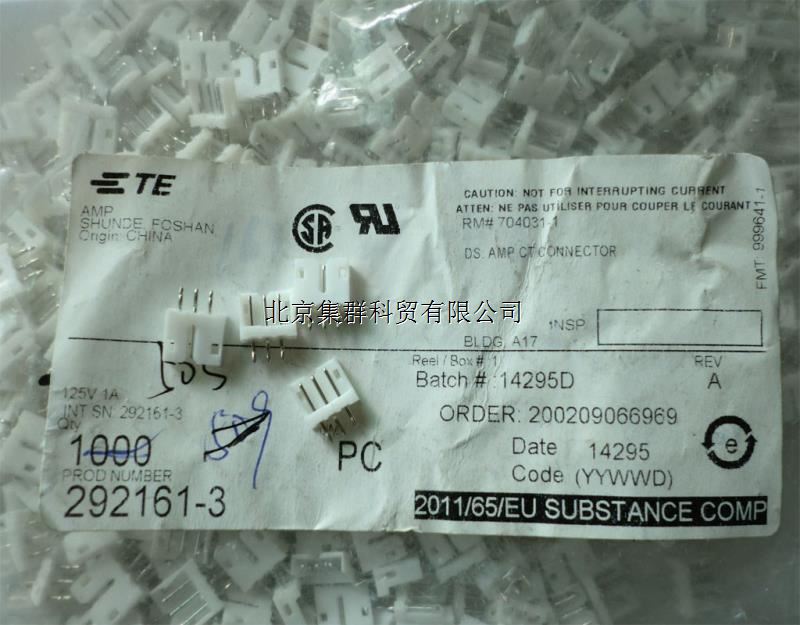 TE
AMP
SHUNDE, FOSHAN
Origin: CHINA
SA
CAUTION: NOT FOR INTERRUPTING CURRENT
ATTEN: NE PAS UTILISER POUR COUPER LE COURANT
RM# 704031-1
DS: AMP CT CONNECTOR
FMT 999641-1
北京集群科贸有限公司
INSP
BLDG, A17
125V 1A
INT SN: 292161-3
Qty
1000
PROD NUMBER
292161-3
PC
Reel / Box #: 1/
REV
Batch #: 14295D
A
ORDER: 200209066969
Date 14295
Code (YYWWD)
e
2011/65/EU SUBSTANCE COMP